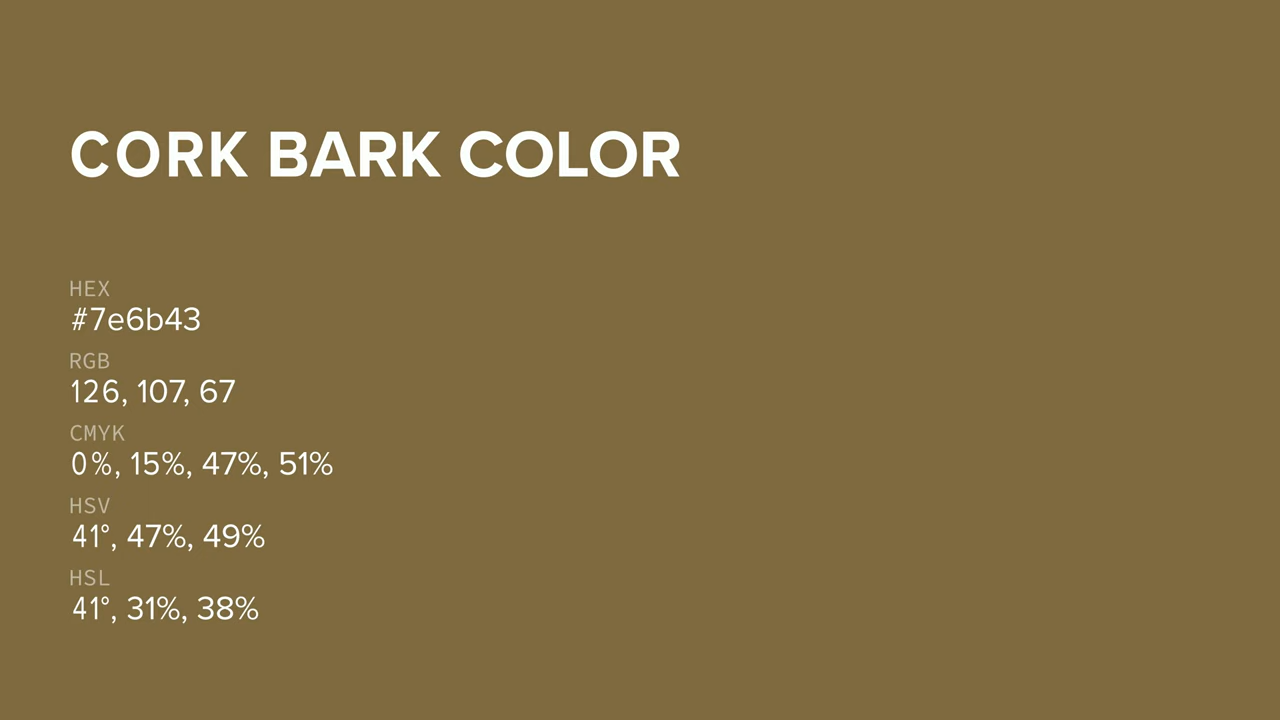 CORK BARK COLOR
HEX
#7e6b43
RGB
126, 107, 67
CMYK
0%, 15%, 47%, 51%
HSV
41°, 47%, 49%
HSL
41°, 31%, 38%